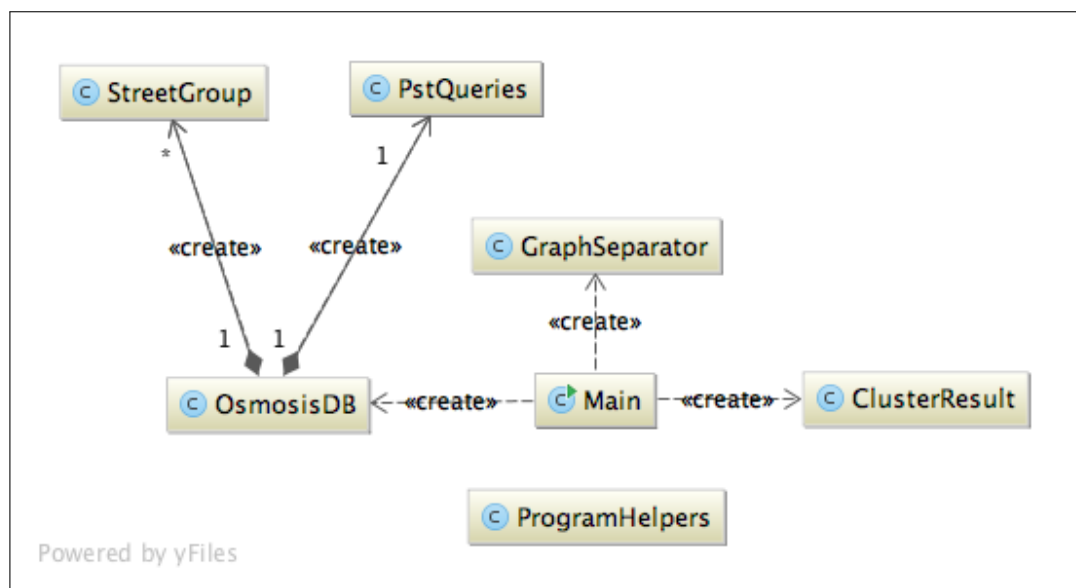 C StreetGroup
C PstQueries
*
1
«create»
«create»
C GraphSeparator
«create»
1
1
C OsmosisDB
«create»
C Main
«create»
C ClusterResult
C ProgramHelpers
Powered by yFiles